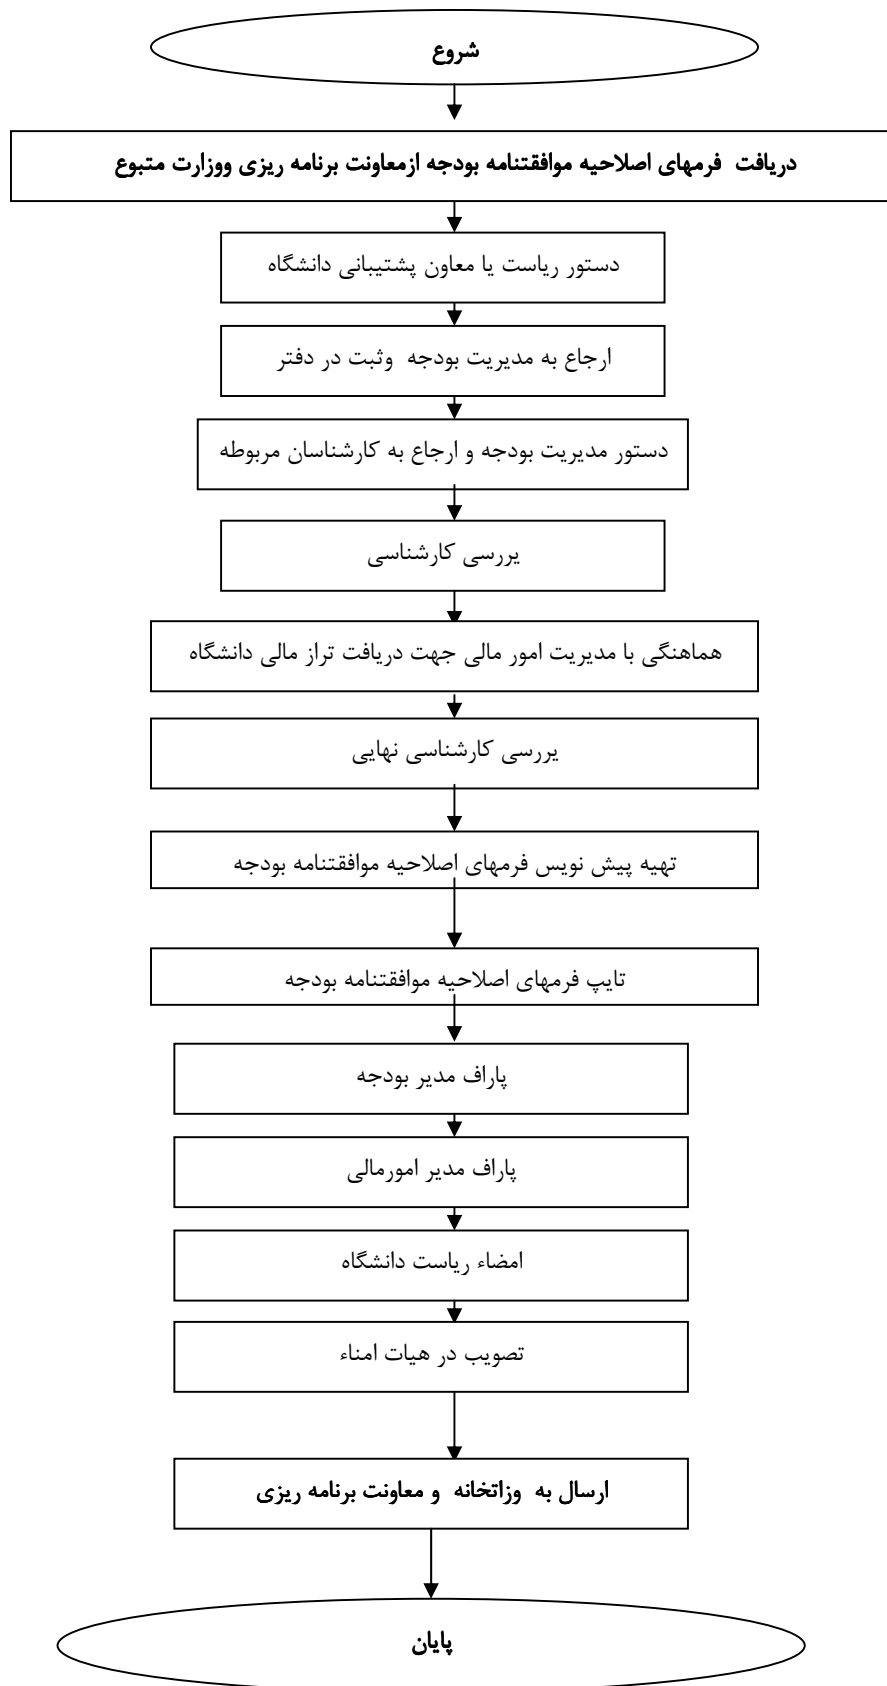 شروع
دریافت فرمهای اصلاحیه موافقتنامه بودجه ازمعاونت برنامه ریزی ووزارت متبوع
دستور ریاست یا معاون پشتیبانی دانشگاه
ارجاع به مدیریت بودجه وثبت در دفتر
دستور مدیریت بودجه و ارجاع به کارشناسان مربوطه
یررسی کارشناسی
هماهنگی با مدیریت امور مالی جهت دریافت تراز مالی دانشگاه
یررسی کارشناسی نهایی
تهیه پیش نویس فرمهای اصلاحیه موافقتنامه بودجه
تایپ فرمهای اصلاحیه موافقتنامه بودجه
پاراف مدیر بودجه
پاراف مدیر امورمالی
امضاء ریاست دانشگاه
تصویب در هیات امناء
ارسال به وزاتخانه و معاونت برنامه ریزی
پایان